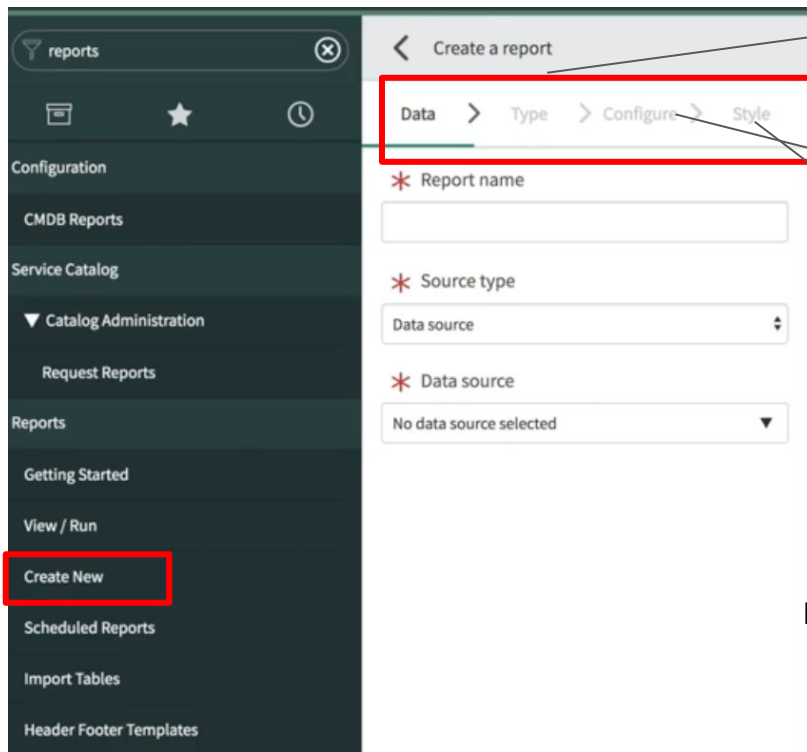 reports
Create a report
Data
Type
Configure
Style
Configuration
CMDB Reports
Service Catalog
Catalog Administration
Request Reports
Reports
Getting Started
View / Run
Create New
Scheduled Reports
Import Tables
Header Footer Templates
Report name
Source type
Data source
Data source
No data source selected